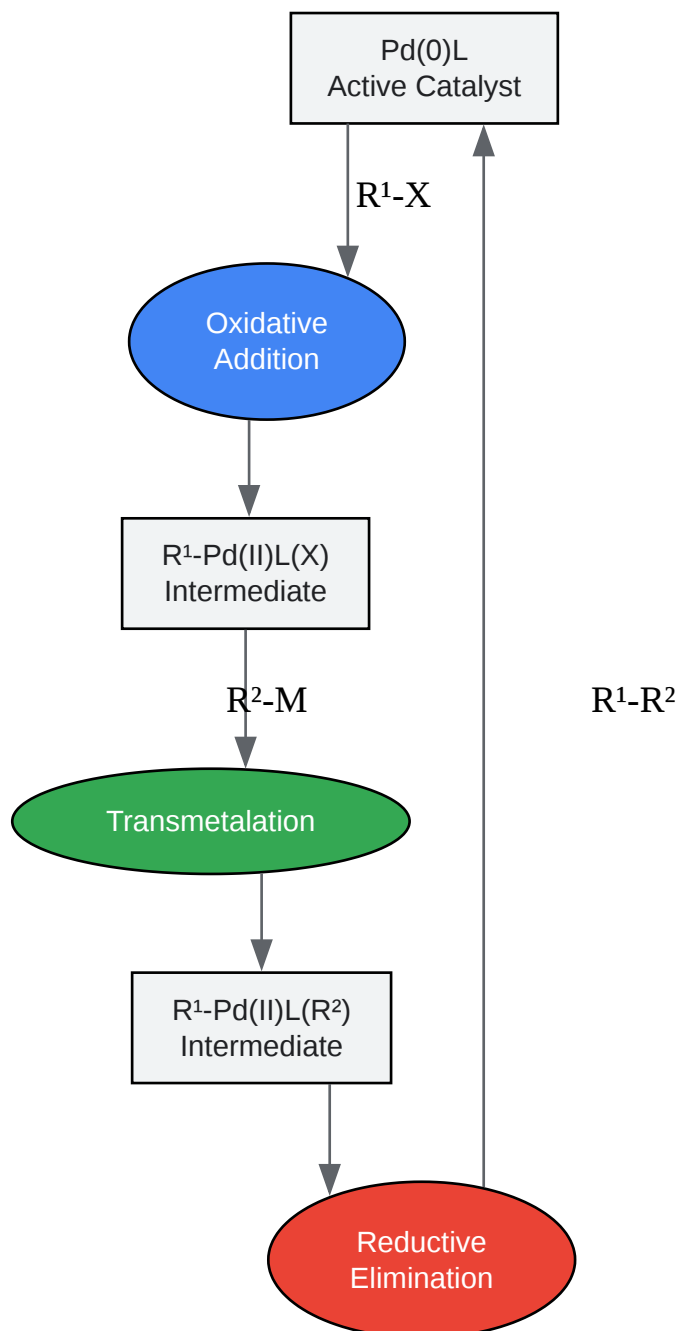 Pd(0)L
Active Catalyst
R¹-X
Oxidative
Addition
R¹-Pd(II)L(X)
Intermediate
R²-M
R¹-R²
Transmetalation
R¹-Pd(II)L(R²)
Intermediate
Reductive
Elimination